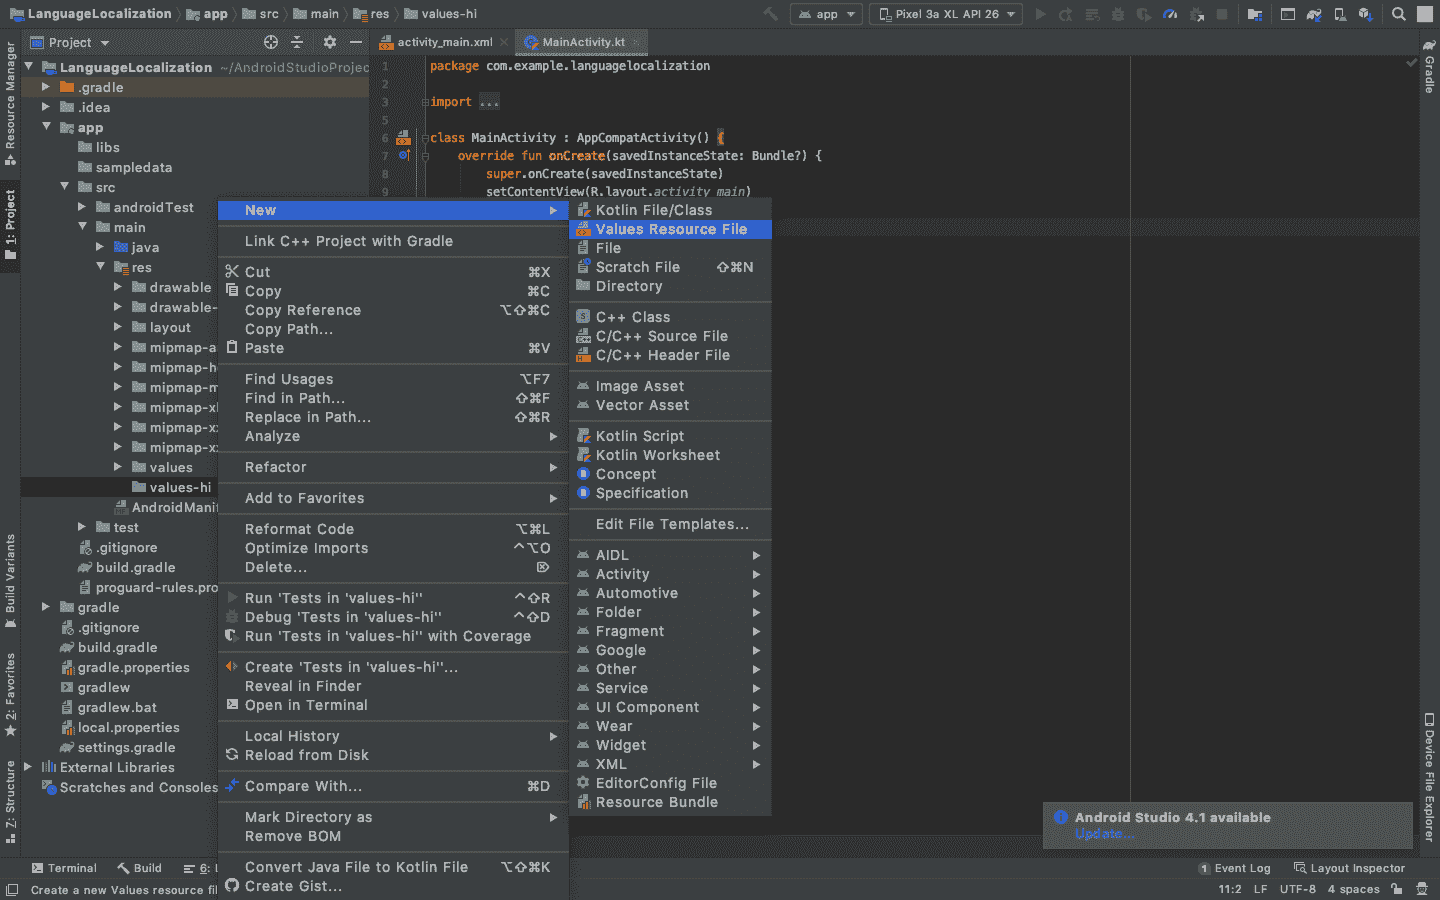 LanguageLocalization app src main res values-hi
app Pixel 3a XL API 26
Project
activity_main.xml MainActivity.kt
Resource Manager
1: Project
Build Variants
2: Favorites
Z: Structure
LanguageLocalization ~/AndroidStudioProjec
.gradle
.idea
app
libs
sampledata
src
androidTest
main
java
res
drawable
drawable-
layout
mipmap-a
mipmap-h
mipmap-m
mipmap-xl
mipmap-x
mipmap-xx
values
values-hi
AndroidManif
test
.gitignore
build.gradle
proguard-rules.pro
gradle
.gitignore
build.gradle
gradle.properties
gradlew
gradlew.bat
local.properties
settings.gradle
External Libraries
Scratches and Consoles
1 package com.example.languagelocalization
2
3 import ...
5
6 class MainActivity : AppCompatActivity() {
7 override fun onCreate(savedInstanceState: Bundle?) {
8 super.onCreate(savedInstanceState)
9 setContentView(R.layout.activity_main)
New
Link C++ Project with Gradle
Cut ⌘X
Copy ⌘C
Copy Reference ⌥⇧⌘C
Copy Path...
Paste ⌘V
Find Usages ⌥F7
Find in Path... ⇧⌘F
Replace in Path... ⇧⌘R
Analyze
Refactor
Add to Favorites
Reformat Code ⌥⌘L
Optimize Imports ^⌥O
Delete... ⌦
Run 'Tests in 'values-hi'' ^⇧R
Debug 'Tests in 'values-hi'' ^⇧D
Run 'Tests in 'values-hi'' with Coverage
Create 'Tests in 'values-hi''...
Reveal in Finder
Open in Terminal
Local History
Reload from Disk
Compare With... ⌘D
Mark Directory as
Remove BOM
Convert Java File to Kotlin File ⌥⇧⌘K
Create Gist...
Kotlin File/Class
Values Resource File
File
Scratch File ⇧⌘N
Directory
C++ Class
C/C++ Source File
C/C++ Header File
Image Asset
Vector Asset
Kotlin Script
Kotlin Worksheet
Concept
Specification
Edit File Templates...
AIDL
Activity
Automotive
Folder
Fragment
Google
Other
Service
UI Component
Wear
Widget
XML
EditorConfig File
Resource Bundle
Gradle
Device File Explorer
Android Studio 4.1 available
Update...
Terminal Build 6: L
1 Event Log Layout Inspector
Create a new Values resource fil
11:2 LF UTF-8 4 spaces